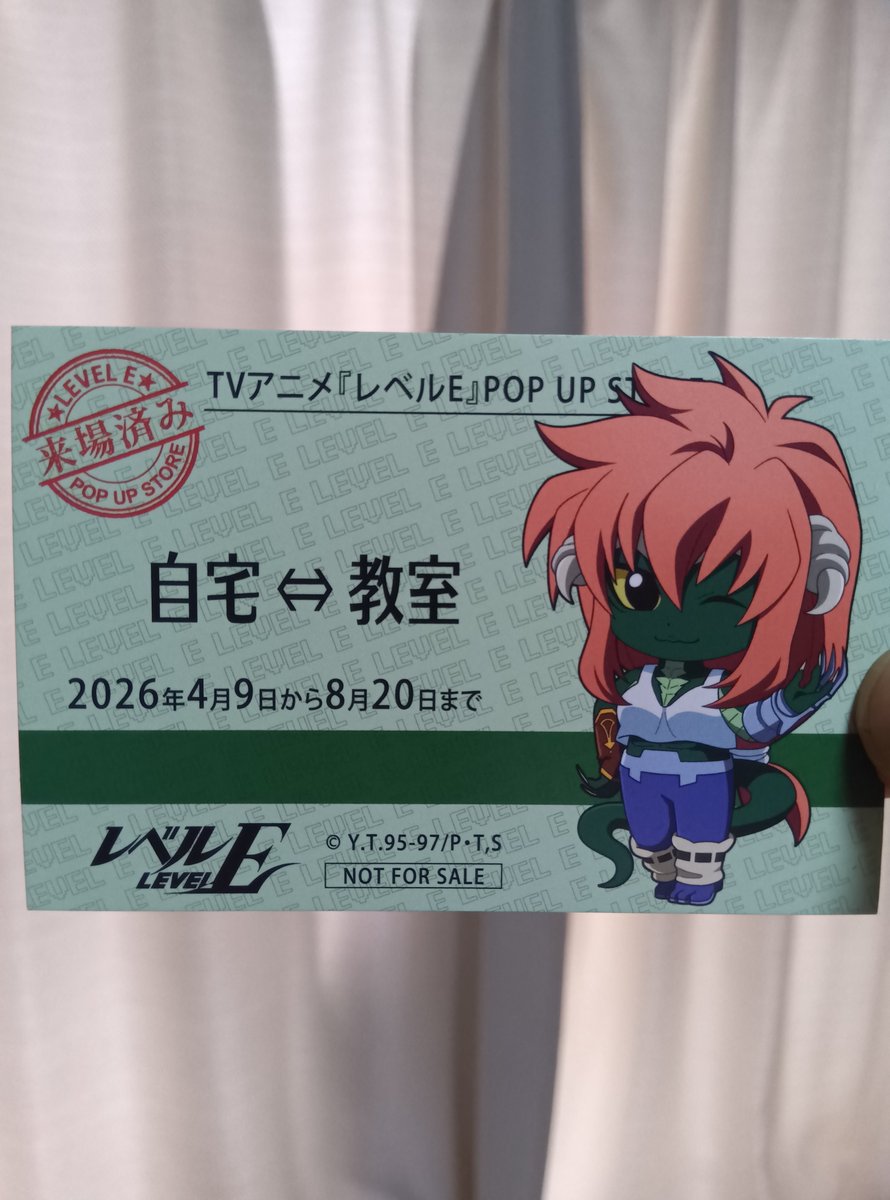 ★LEVEL E★
来場済み
POP UP STORE
TVアニメ『レベルE』POP UP
自宅⇔教室
2026年4月9日から8月20日まで
レベルE
LEVEL
© Y.T.95-97/P・T,S
NOT FOR SALE